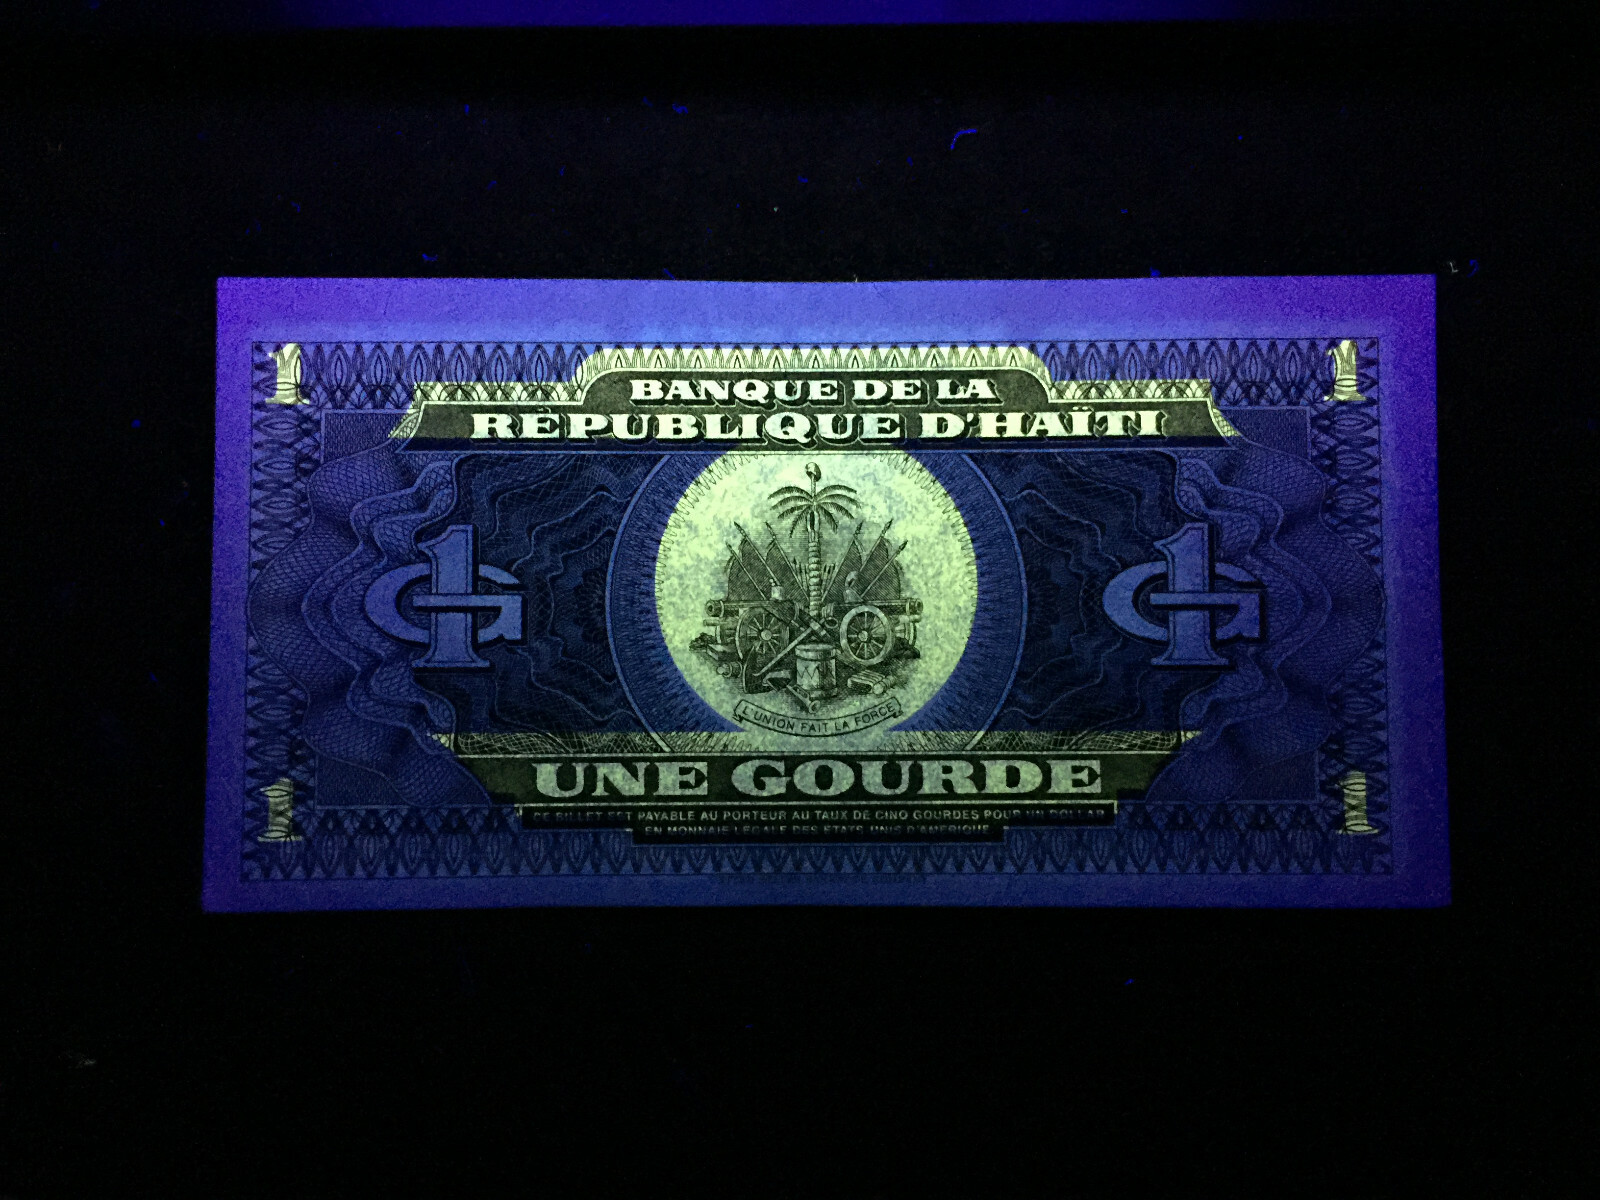 1 1
BANQUE DE LA
RÉPUBLIQUE D'HAÏTI
G1 G1
L'UNION FAIT LA FORCE
UNE GOURDE
1 1
CE BILLET EST PAYABLE AU PORTEUR AU TAUX DE CINQ GOURDES POUR UN DOLLAR
EN MONNAIE LEGALE DES ETATS UNIS D'AMERIQUE